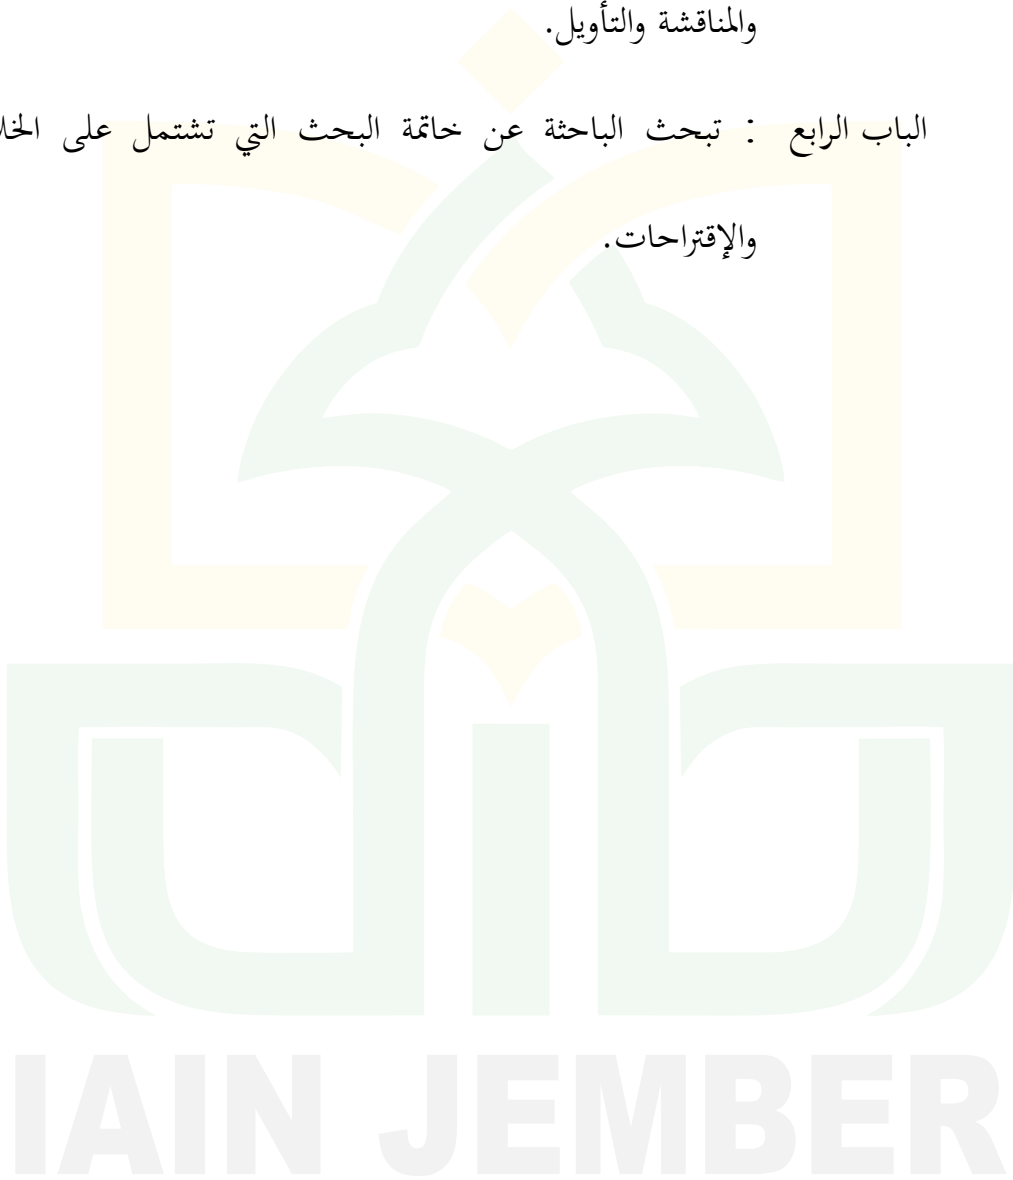 والمناقشة والتأويل.
الباب الرابع : تبحث الباحثة عن خاتمة البحث التي تشتمل على
والإقتراحات.
IAIN JEMBER